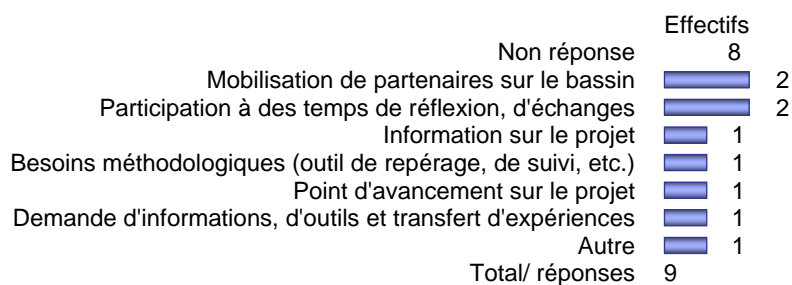 Effectifs
Non réponse 8
Mobilisation de partenaires sur le bassin 2
Participation à des temps de réflexion, d'échanges 2
Information sur le projet 1
Besoins méthodologiques (outil de repérage, de suivi, etc.) 1
Point d'avancement sur le projet 1
Demande d'informations, d'outils et transfert d'expériences 1
Autre 1
Total/ réponses 9